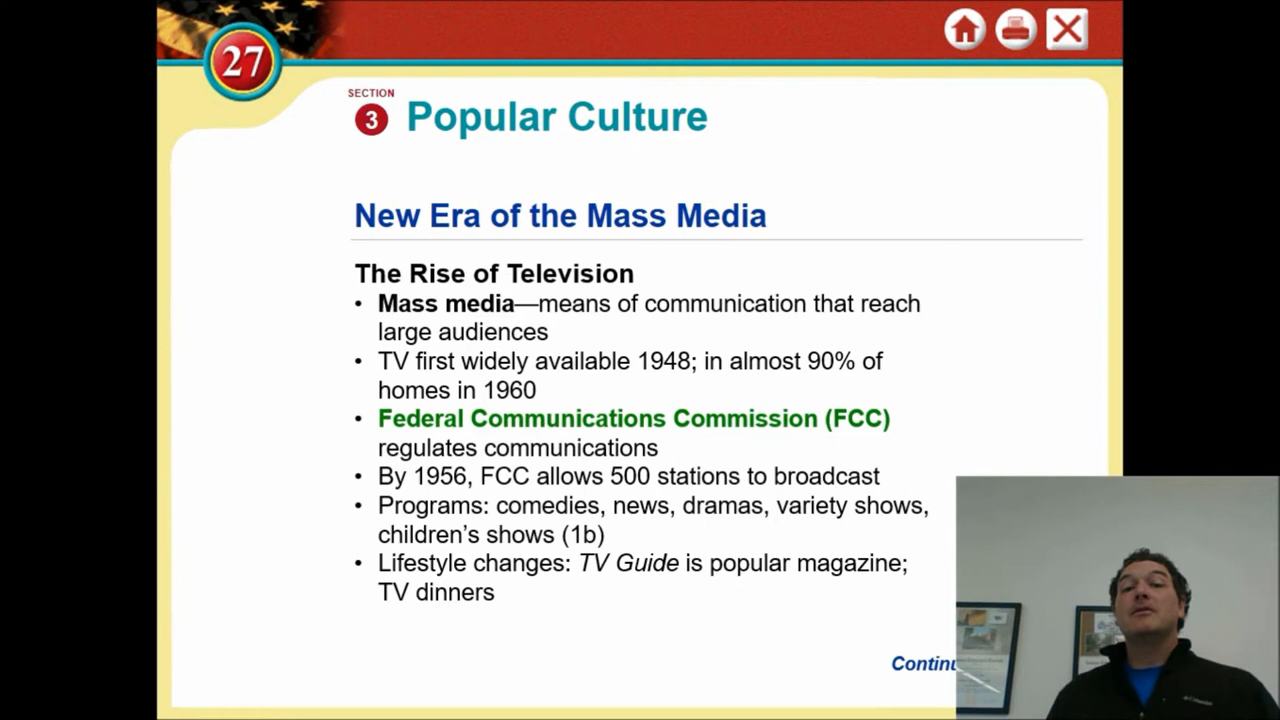 27
SECTION
3 Popular Culture
New Era of the Mass Media
The Rise of Television
• Mass media—means of communication that reach
large audiences
• TV first widely available 1948; in almost 90% of
homes in 1960
• Federal Communications Commission (FCC)
regulates communications
• By 1956, FCC allows 500 stations to broadcast
• Programs: comedies, news, dramas, variety shows,
children’s shows (1b)
• Lifestyle changes: TV Guide is popular magazine;
TV dinners
Continu
Columbia